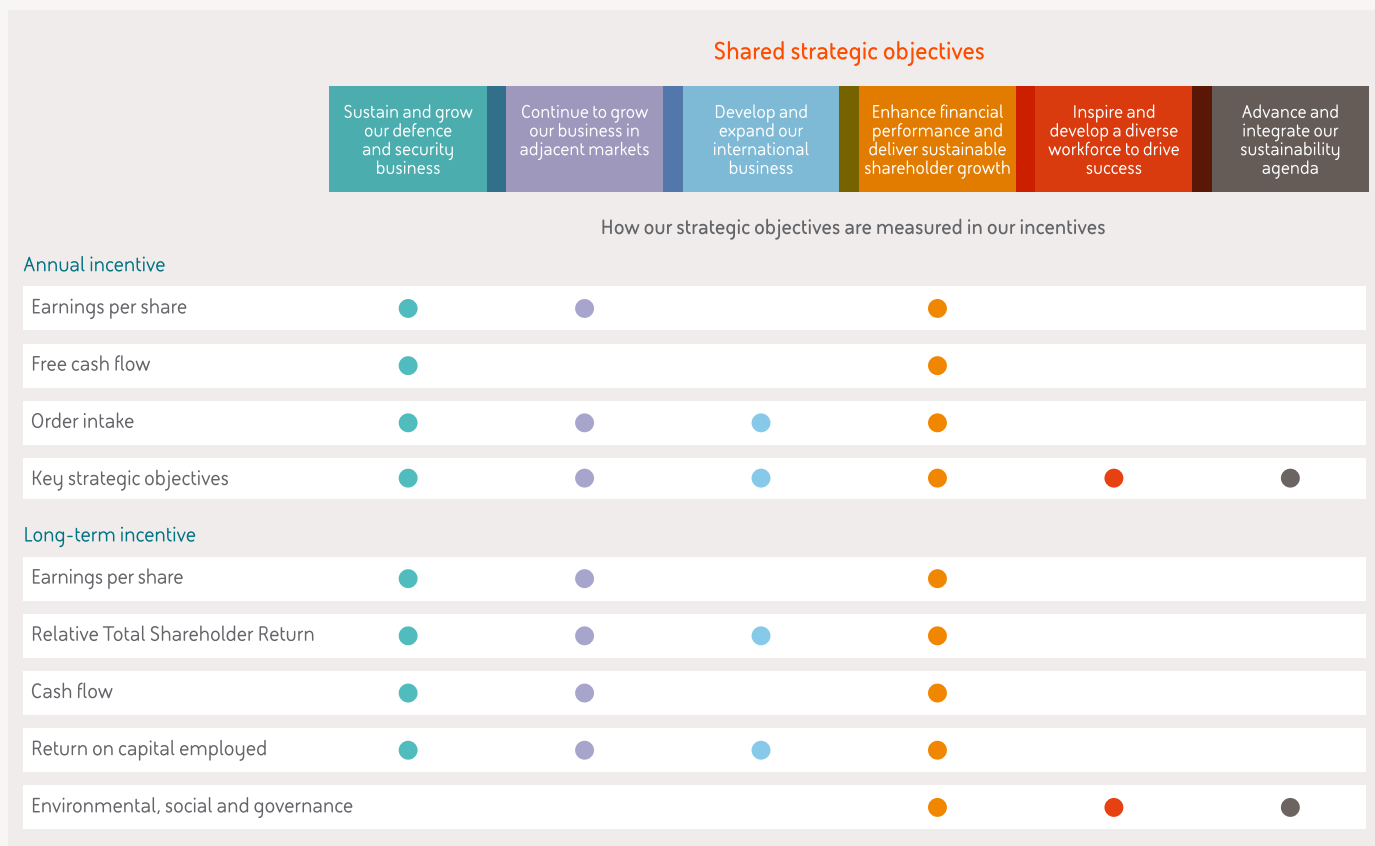 Shared strategic objectives
Sustain and grow
our defence
and security
business
Continue to grow
our business in
adjacent markets
Develop and
expand our
international
business
Enhance financial
performance and
deliver sustainable
shareholder growth
Inspire and
develop a diverse
workforce to drive
success
Advance and
integrate our
sustainability
agenda
How our strategic objectives are measured in our incentives
Annual incentive
Earnings per share
Free cash flow
Order intake
Key strategic objectives
Long-term incentive
Earnings per share
Relative Total Shareholder Return
Cash flow
Return on capital employed
Environmental, social and governance